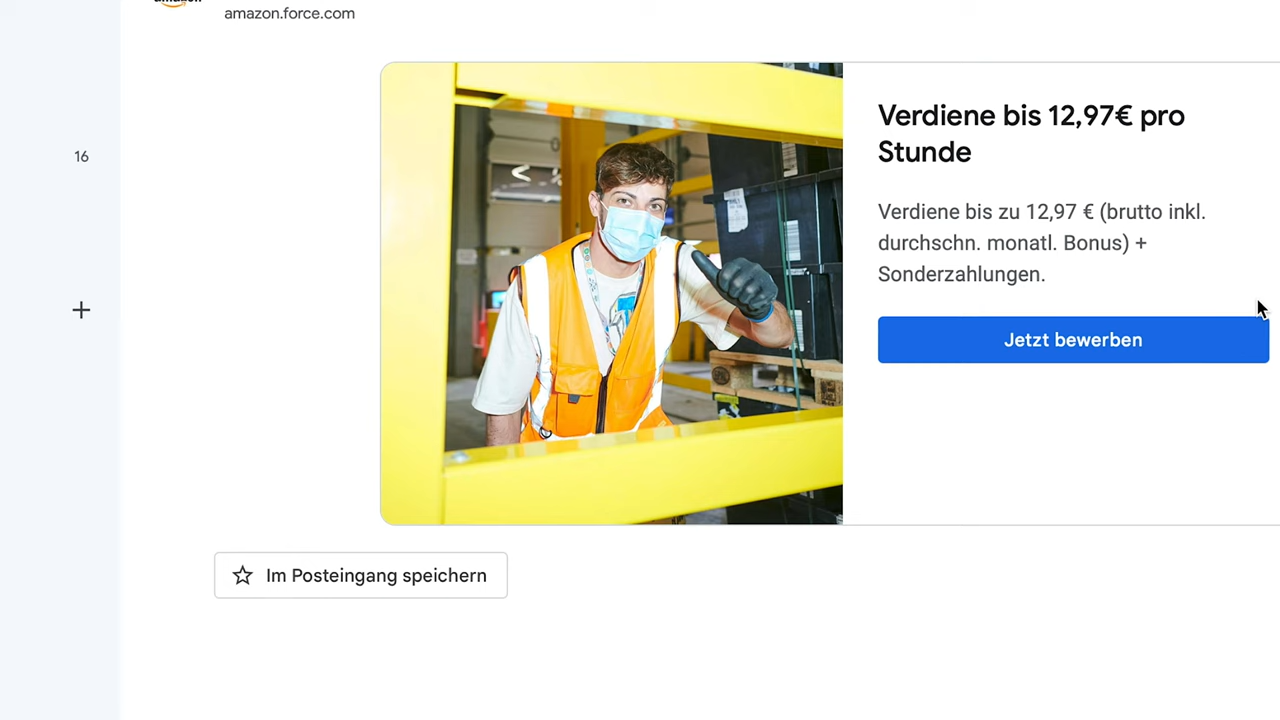 amazon.force.com
Verdiene bis 12,97€ pro
Stunde
16
Verdiene bis zu 12,97 € (brutto inkl.
durchschn. monatl. Bonus) +
Sonderzahlungen.
Jetzt bewerben
Im Posteingang speichern